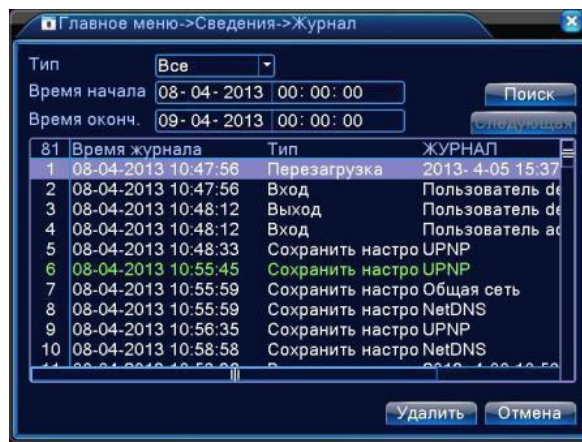 Главное меню->Сведения->Журнал
Тип Все
Время начала 08- 04- 2013 00: 00: 00 Поиск
Время оконч. 09- 04- 2013 00: 00: 00 Следующая
81 Время журнала Тип ЖУРНАЛ
1 08-04-2013 10:47:56 Перезагрузка 2013- 4-05 15:37
2 08-04-2013 10:47:56 Вход Пользователь de
3 08-04-2013 10:48:12 Выход Пользователь de
4 08-04-2013 10:48:12 Вход Пользователь ad
5 08-04-2013 10:48:33 Сохранить настро UPNP
6 08-04-2013 10:55:45 Сохранить настро UPNP
7 08-04-2013 10:55:59 Сохранить настро Общая сеть
8 08-04-2013 10:55:59 Сохранить настро NetDNS
9 08-04-2013 10:56:35 Сохранить настро UPNP
10 08-04-2013 10:58:58 Сохранить настро NetDNS
Удалить Отмена